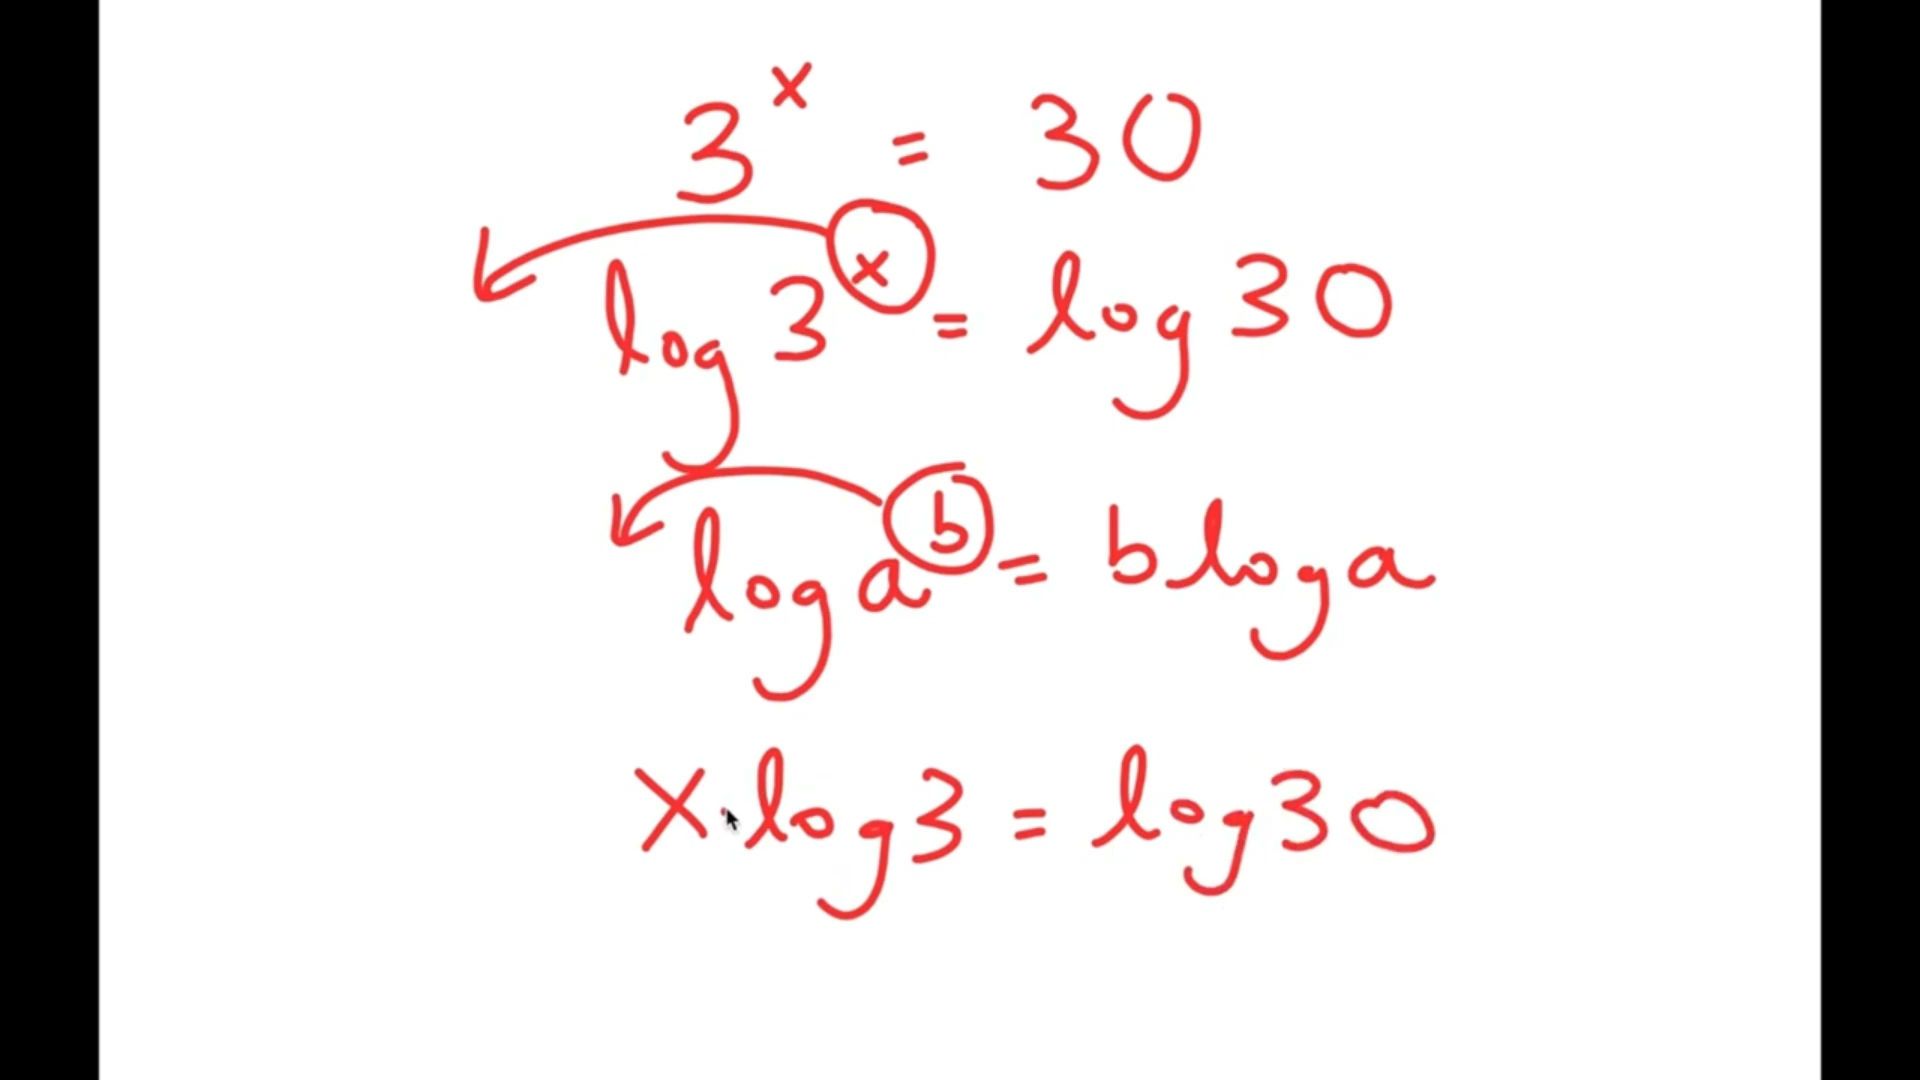 3^x = 30
log 3^x = log 30
log a^b = b log a
x · log 3 = log 30